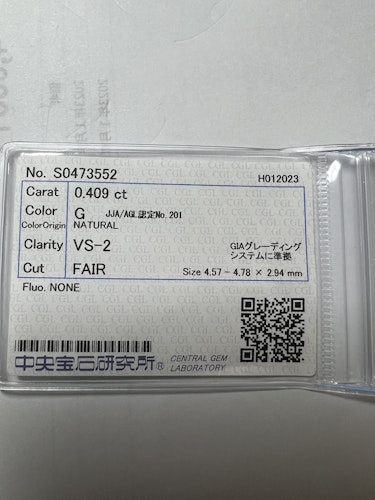 No. S0473552
H012023
Carat 0.409 ct
Color G JJA/AGL認定No.201
ColorOrigin NATURAL
Clarity VS-2 GIAグレーディング
システムに準拠
Cut FAIR Size 4.57 - 4.78 × 2.94 mm
Fluo. NONE
中央宝石研究所® CENTRAL GEM
LABORATORY